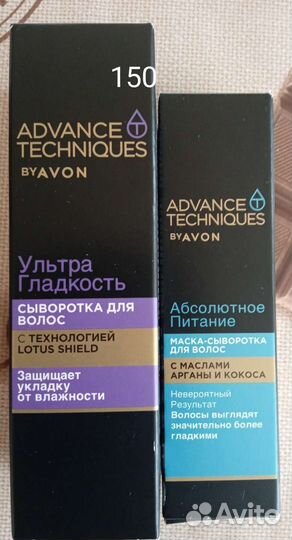 150
ADVANCE
TECHNIQUES
BY AVON
Ультра
Гладкость
СЫВОРОТКА ДЛЯ
ВОЛОС
С ТЕХНОЛОГИЕЙ
LOTUS SHIELD
Защищает
укладку
от влажности
ADVANCE
TECHNIQUES
BY AVON
Абсолютное
Питание
МАСКА-СЫВОРОТКА
ДЛЯ ВОЛОС
С МАСЛАМИ
АРГАНЫ И КОКОСА
Невероятный
Результат
Волосы выглядят
значительно более
гладкими
Avito